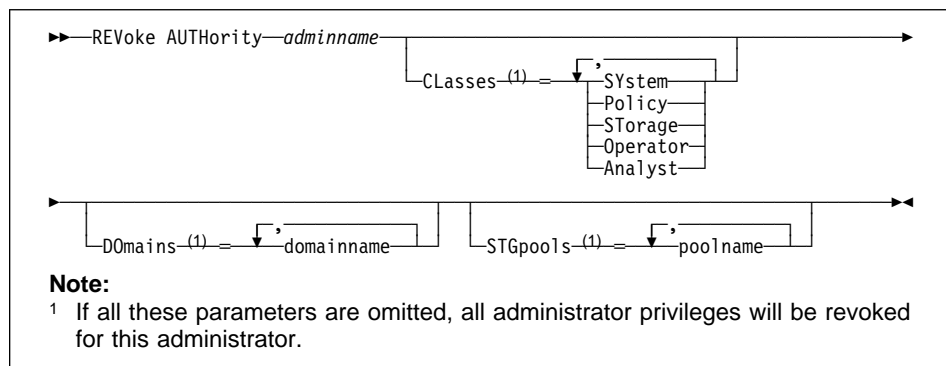 REVoke AUTHority adminname
,
CLasses (1) = SYstem
Policy
STorage
Operator
Analyst
, ,
DOmains (1) = domainname STGpools (1) = poolname
Note:
1 If all these parameters are omitted, all administrator privileges will be revoked
for this administrator.